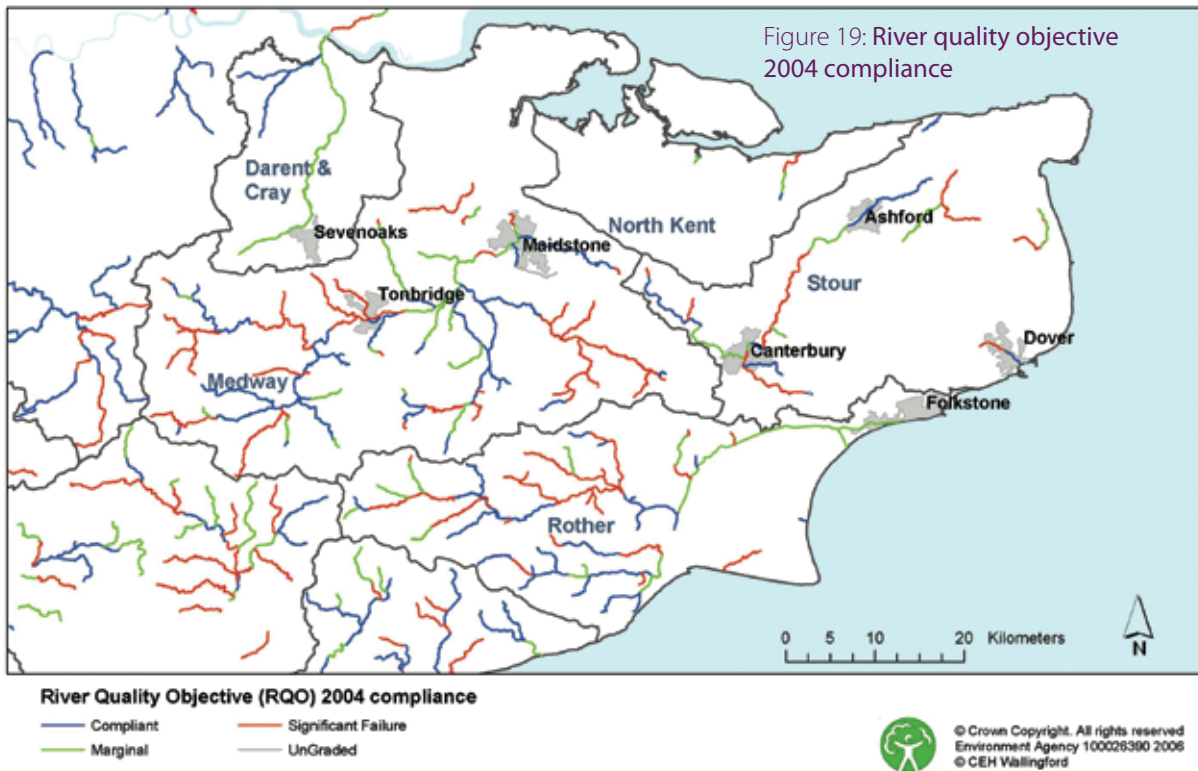 Figure 19: River quality objective
2004 compliance
Darent &
Cray
Sevenoaks
Maidstone
North Kent
Ashford
Stour
Tonbridge
Canterbury
Dover
Medway
Folkstone
Rother
0 5 10 20 Kilometers
N
River Quality Objective (RQO) 2004 compliance
Compliant
Significant Failure
Marginal
UnGraded
© Crown Copyright. All rights reserved
Environment Agency 100026390 2006
© CEH Wallingford